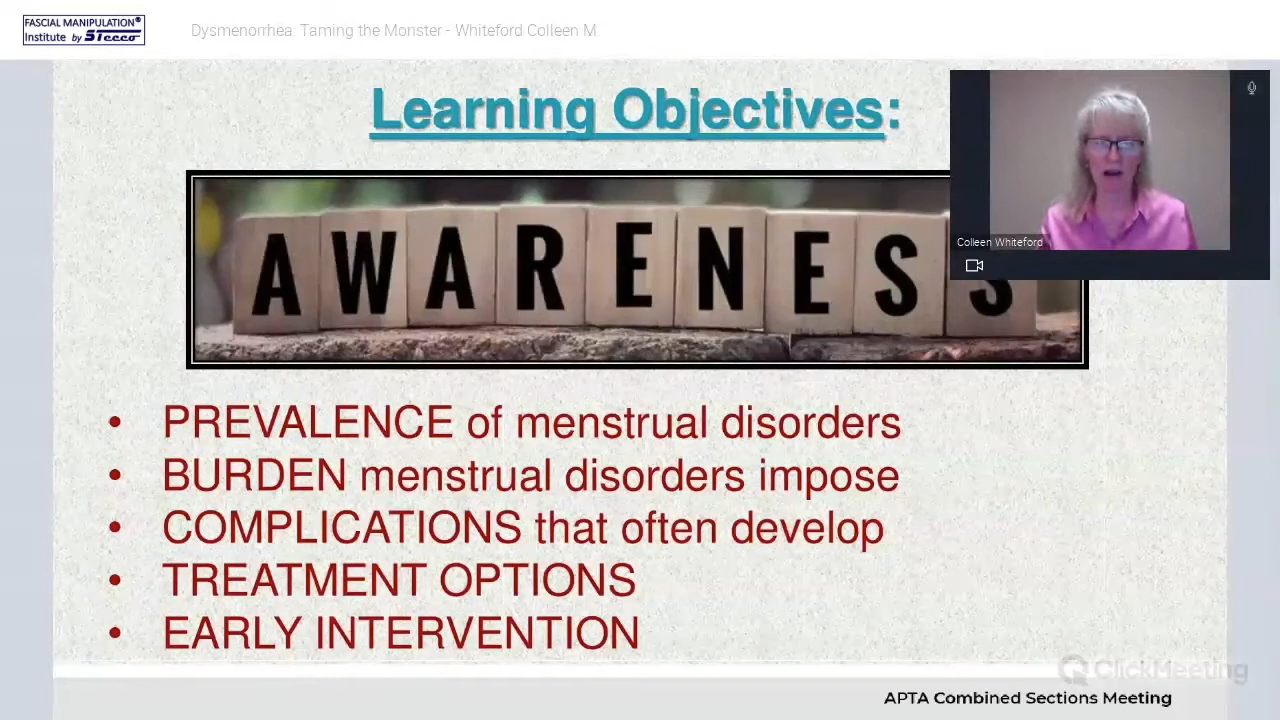 FASCIAL MANIPULATION®
Institute by Stecco
Dysmenorrhea Taming the Monster - Whiteford Colleen M
Learning Objectives:
AWARENESS
Colleen Whiteford
• PREVALENCE of menstrual disorders
• BURDEN menstrual disorders impose
• COMPLICATIONS that often develop
• TREATMENT OPTIONS
• EARLY INTERVENTION
ClickMeeting
APTA Combined Sections Meeting